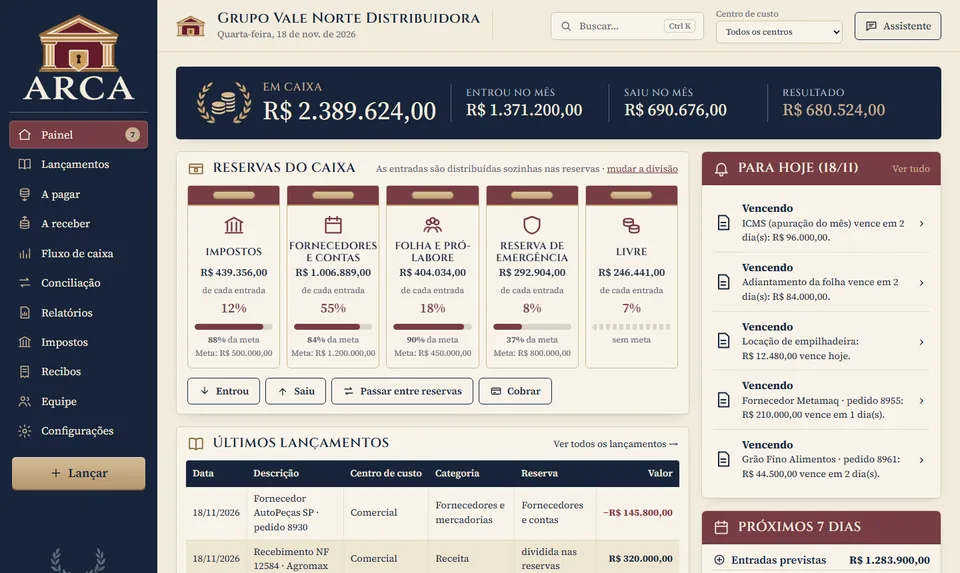 ARCA
Painel 7
Lançamentos
A pagar
A receber
Fluxo de caixa
Conciliação
Relatórios
Impostos
Recibos
Equipe
Configurações
+ Lançar
Grupo Vale Norte Distribuidora
Quarta-feira, 18 de nov. de 2026
Buscar... Ctrl K
Centro de custo
Todos os centros
Assistente
EM CAIXA
R$ 2.389.624,00
ENTROU NO MÊS
R$ 1.371.200,00
SAIU NO MÊS
R$ 690.676,00
RESULTADO
R$ 680.524,00
RESERVAS DO CAIXA
As entradas são distribuídas sozinhas nas reservas · mudar a divisão
IMPOSTOS
R$ 439.356,00
de cada entrada
12%
88% da meta
Meta: R$ 500.000,00
FORNECEDORES
E CONTAS
R$ 1.006.889,00
de cada entrada
55%
84% da meta
Meta: R$ 1.200.000,00
FOLHA E PRÓ-
LABORE
R$ 404.034,00
de cada entrada
18%
90% da meta
Meta: R$ 450.000,00
RESERVA DE
EMERGÊNCIA
R$ 292.904,00
de cada entrada
8%
37% da meta
Meta: R$ 800.000,00
LIVRE
R$ 246.441,00
de cada entrada
7%
sem meta
Entrou
Saiu
Passar entre reservas
Cobrar
ÚLTIMOS LANÇAMENTOS
Ver todos os lançamentos →
Data Descrição Centro de custo Categoria Reserva Valor
18/11/2026
Fornecedor
AutoPeças SP ·
pedido 8930
Comercial
Fornecedores e
mercadorias
Fornecedores
e contas
−R$ 145.800,00
18/11/2026
Recebimento NF
12584 · Agromax
Comercial
Receita
dividida nas
reservas
R$ 320.000,00
PARA HOJE (18/11)
Ver tudo
Vencendo
ICMS (apuração do mês) vence em 2
dia(s): R$ 96.000,00.
Vencendo
Adiantamento da folha vence em 2
dia(s): R$ 84.000,00.
Vencendo
Locação de empilhadeira:
R$ 12.480,00 vence hoje.
Vencendo
Fornecedor Metamaq · pedido 8955:
R$ 210.000,00 vence em 1 dia(s).
Vencendo
Grão Fino Alimentos · pedido 8961:
R$ 44.500,00 vence em 2 dia(s).
PRÓXIMOS 7 DIAS
Entradas previstas R$ 1.283.900,00